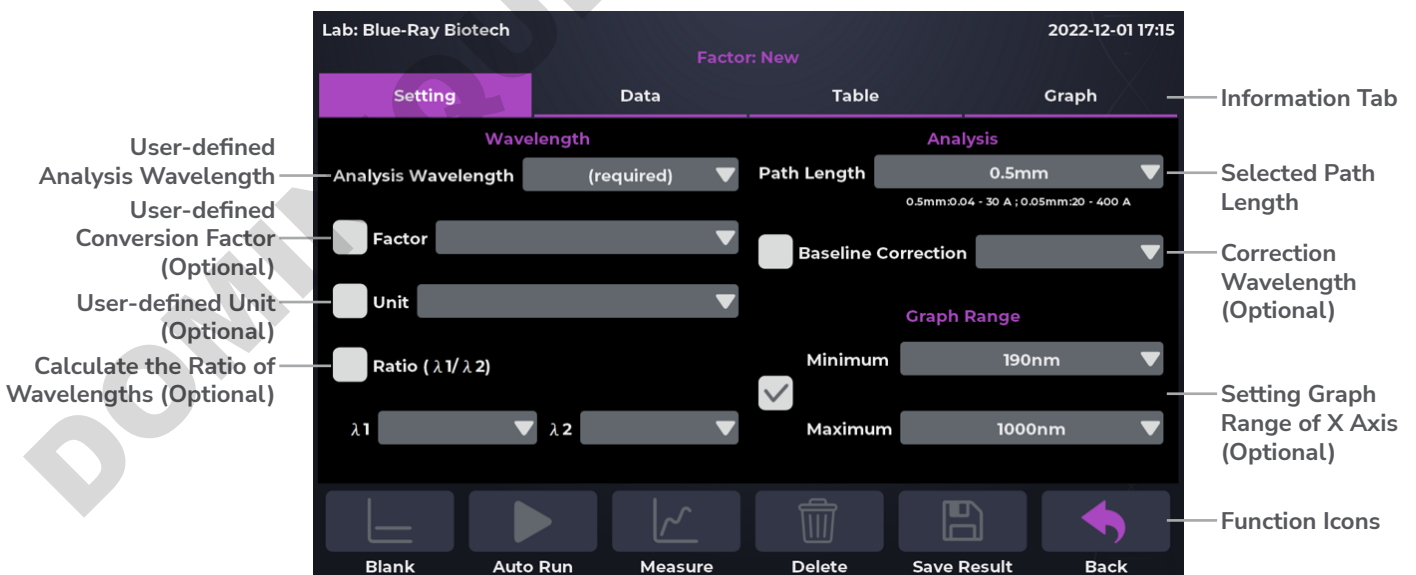 Lab: Blue-Ray Biotech
2022-12-01 17:15
Factor: New
Setting
Data
Table
Graph
Information Tab
Wavelength
Analysis
User-defined
Analysis Wavelength
Analysis Wavelength
(required)
Path Length
0.5mm
0.5mm:0.04 - 30 A ; 0.05mm:20 - 400 A
Selected Path
Length
User-defined
Conversion Factor
(Optional)
Factor
Baseline Correction
Correction
Wavelength
(Optional)
User-defined Unit
(Optional)
Unit
Graph Range
Calculate the Ratio of
Wavelengths (Optional)
Ratio ( λ1/ λ2)
Minimum
190nm
λ1
λ2
Maximum
1000nm
Setting Graph
Range of X Axis
(Optional)
Function Icons
Blank
Auto Run
Measure
Delete
Save Result
Back